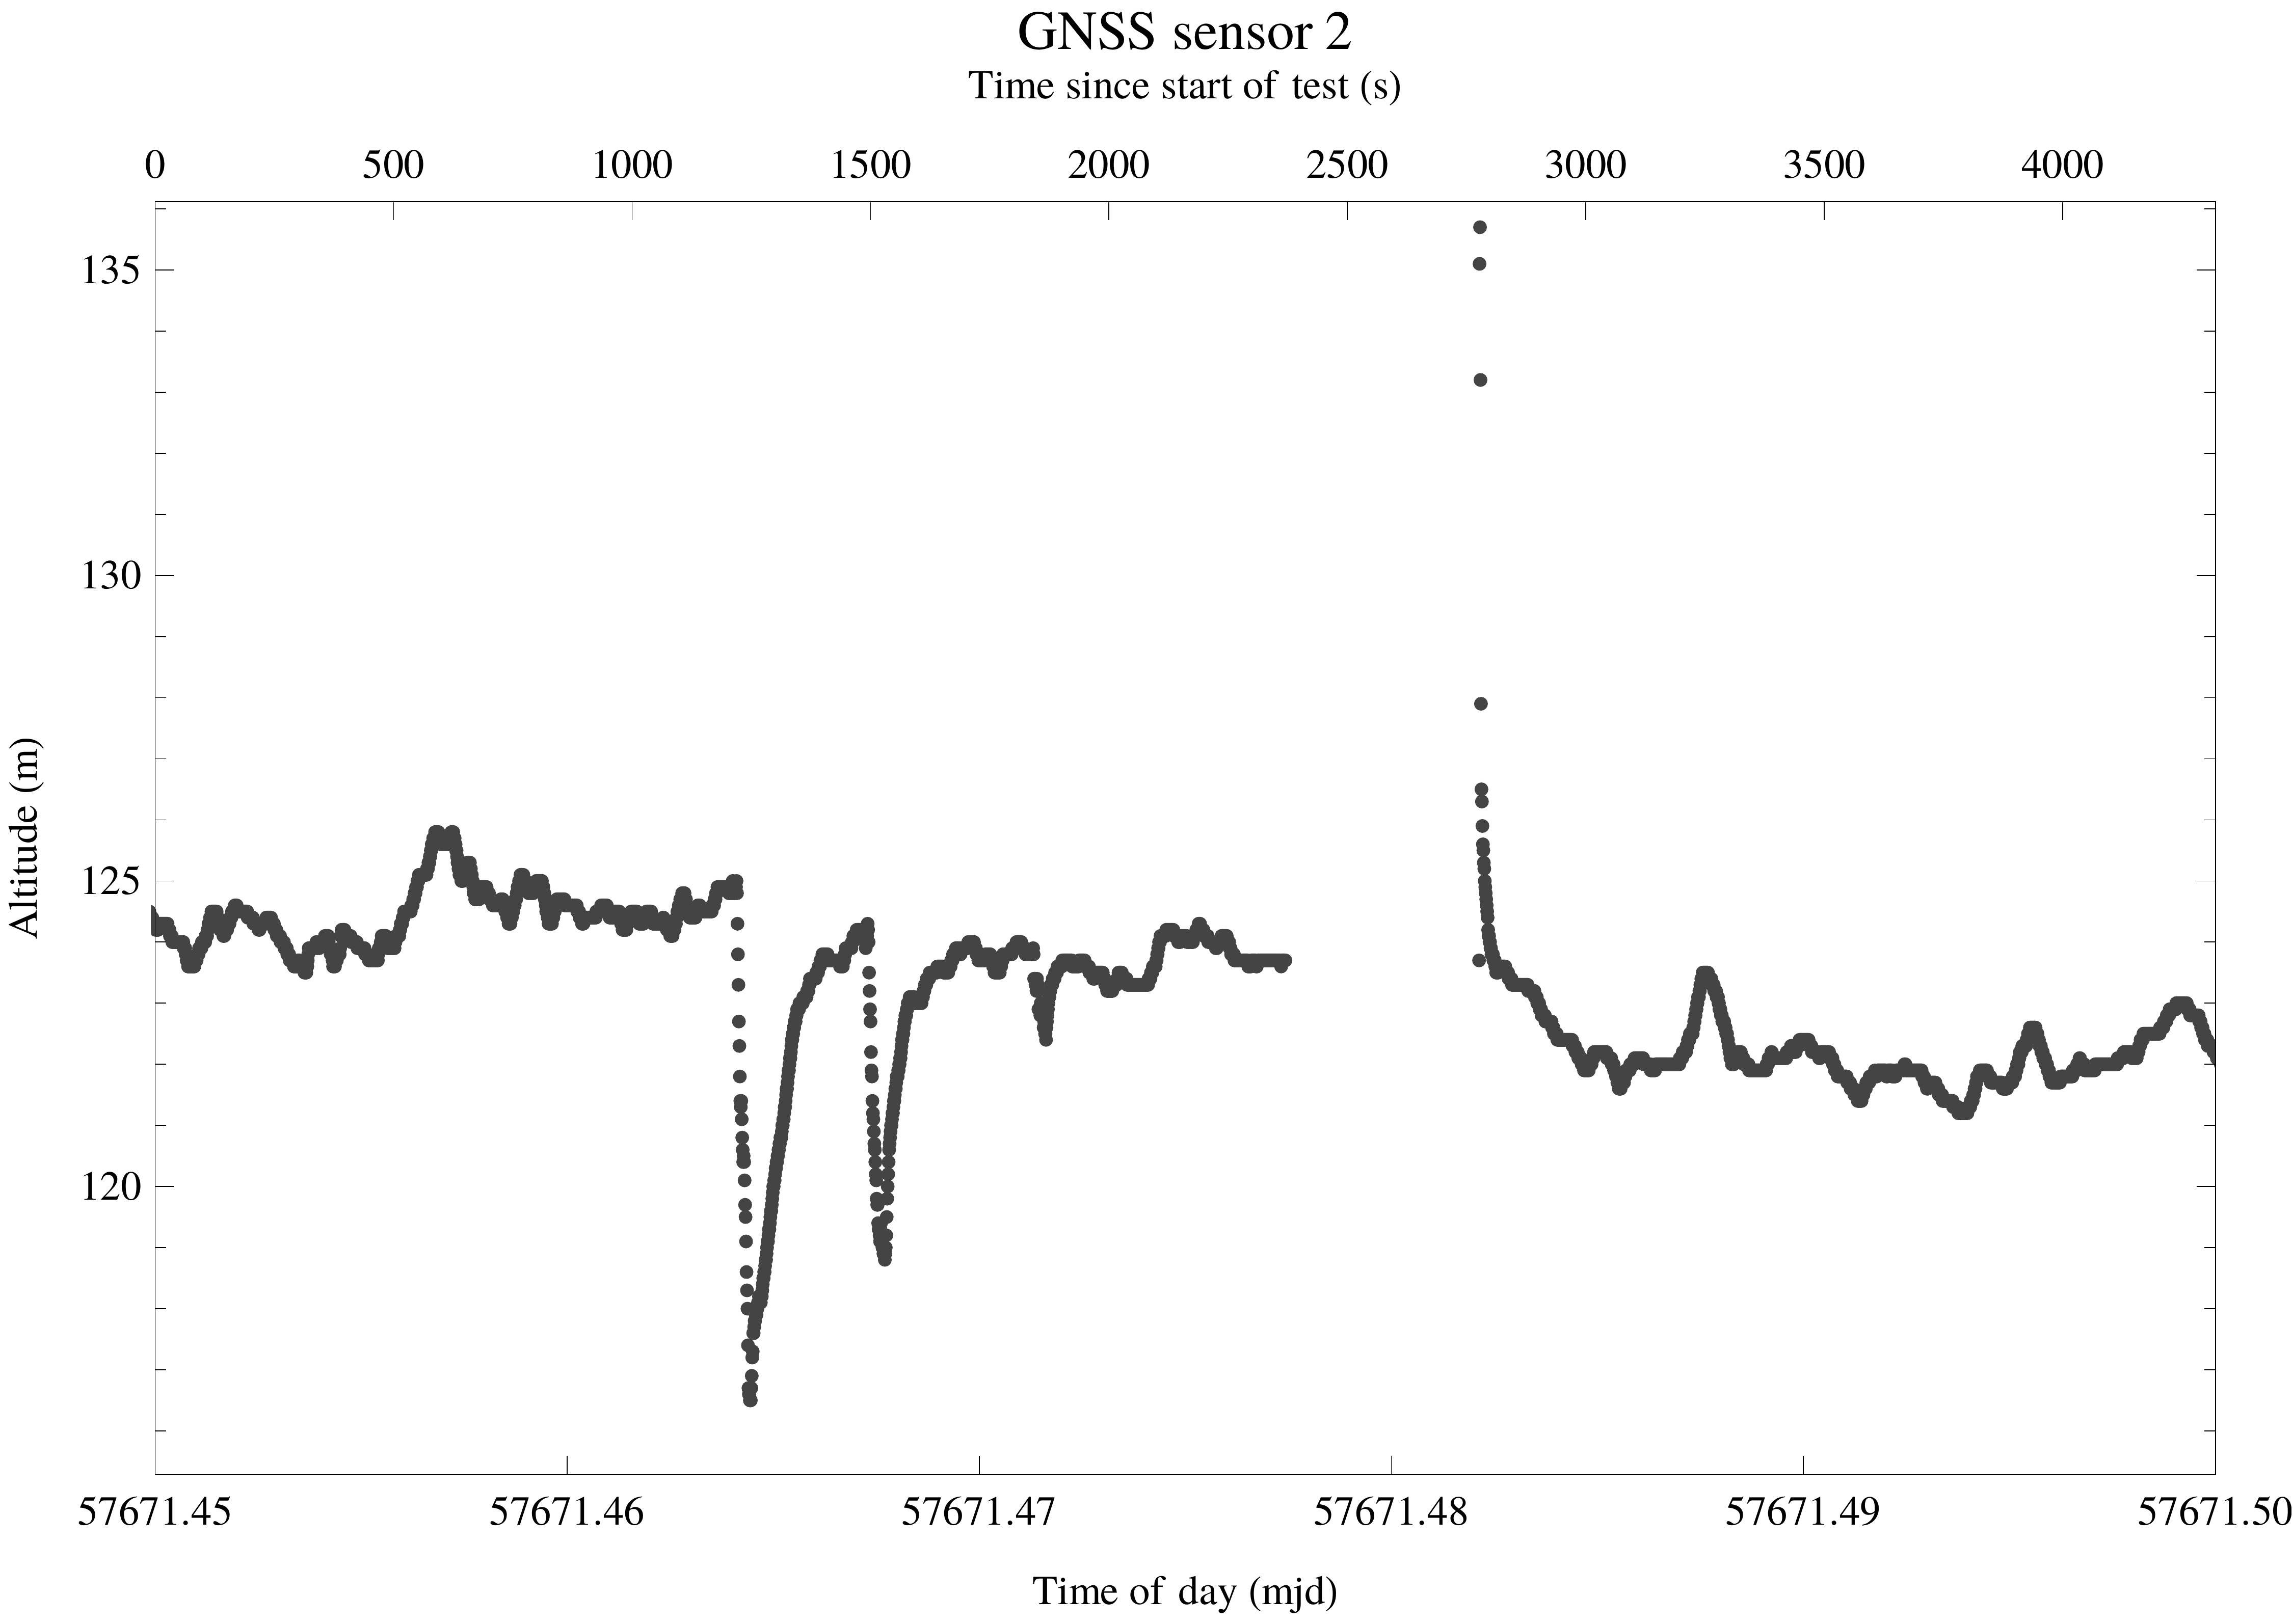 GNSS sensor 2
Time since start of test (s)
0 500 1000 1500 2000 2500 3000 3500 4000
135
130
125
120
Altitude (m)
57671.45 57671.46 57671.47 57671.48 57671.49 57671.50
Time of day (mjd)